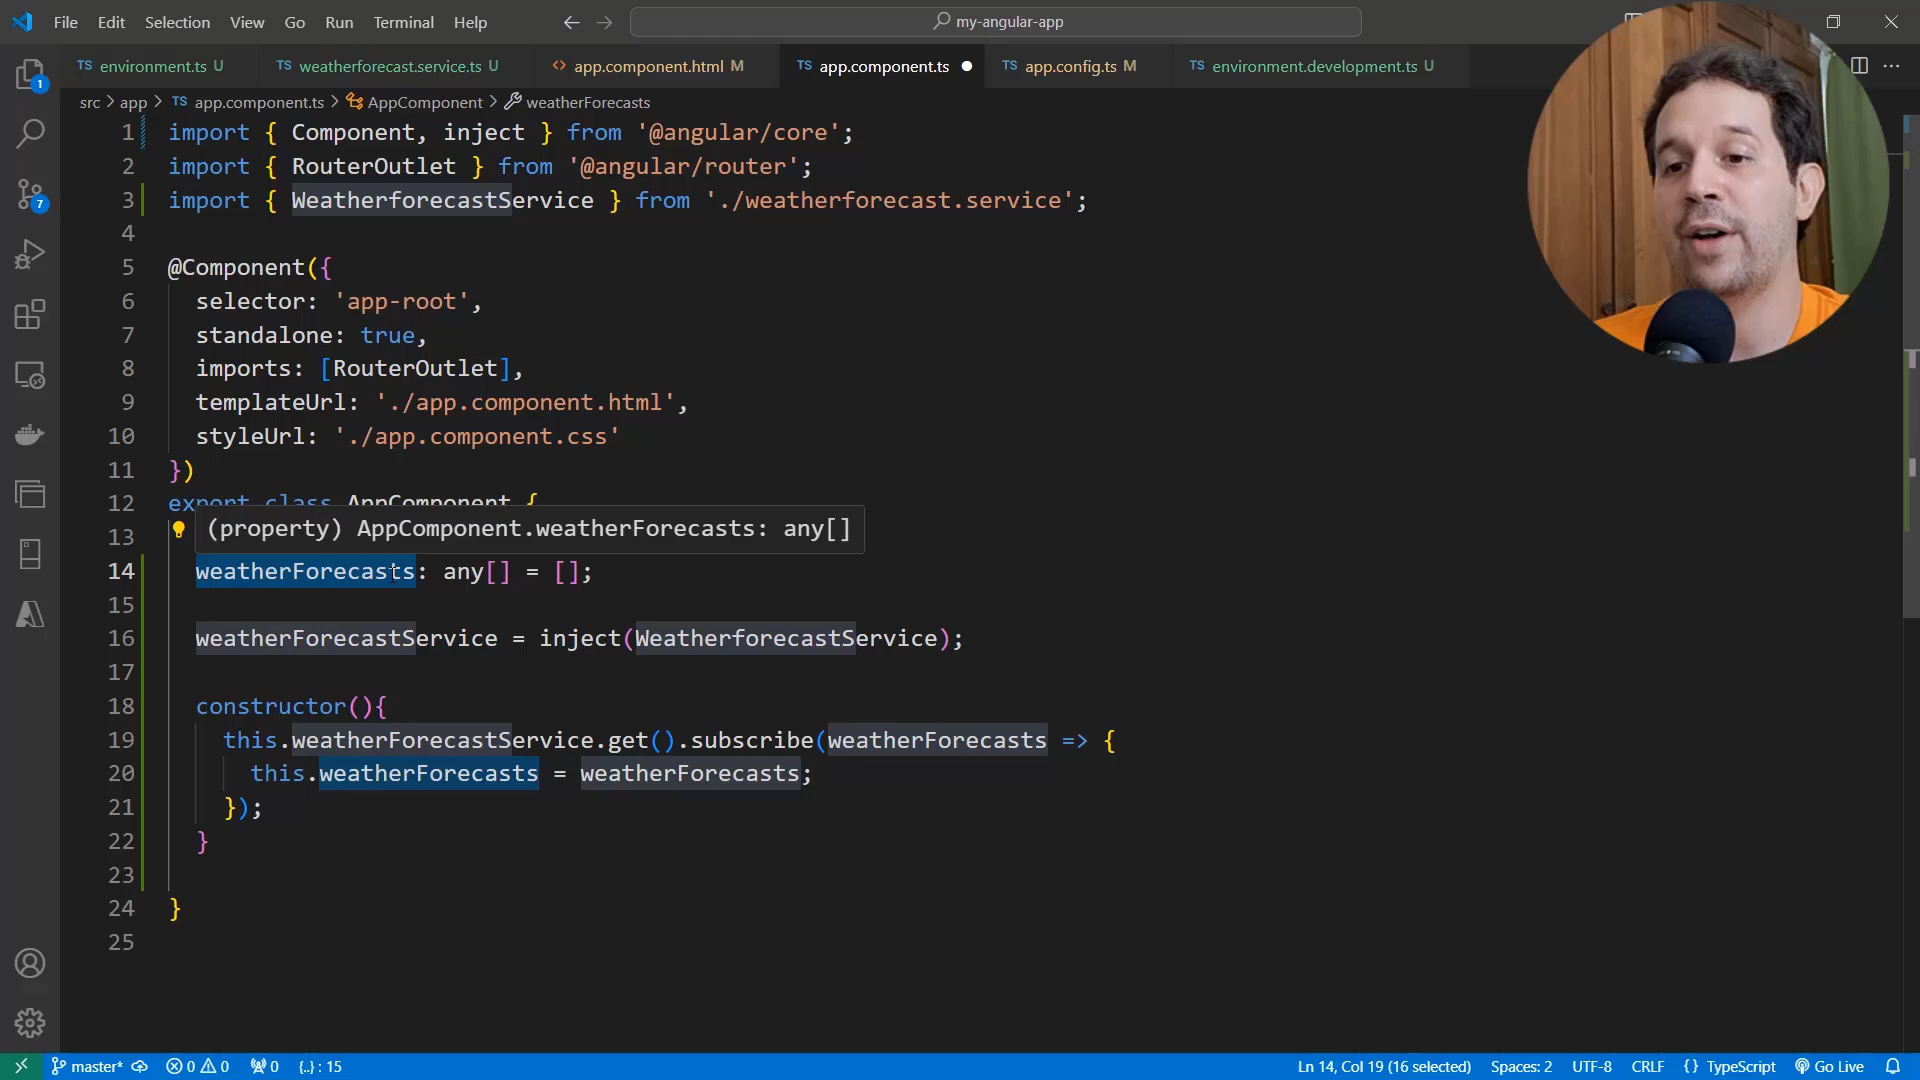 File Edit Selection View Go Run Terminal Help
my-angular-app
TS environment.ts U
TS weatherforecast.service.ts U
<> app.component.html M
TS app.component.ts
TS app.config.ts M
TS environment.development.ts U
src > app > TS app.component.ts > AppComponent > weatherForecasts
1 import { Component, inject } from '@angular/core';
2 import { RouterOutlet } from '@angular/router';
3 import { WeatherforecastService } from './weatherforecast.service';
4
5 @Component({
6 selector: 'app-root',
7 standalone: true,
8 imports: [RouterOutlet],
9 templateUrl: './app.component.html',
10 styleUrl: './app.component.css'
11 })
12 export class AppComponent {
13 (property) AppComponent.weatherForecasts: any[]
14 weatherForecasts: any[] = [];
15
16 weatherForecastService = inject(WeatherforecastService);
17
18 constructor(){
19 this.weatherForecastService.get().subscribe(weatherForecasts => {
20 this.weatherForecasts = weatherForecasts;
21 });
22 }
23
24 }
25
1
7
master* 0 0 0 {..} : 15 Ln 14, Col 19 (16 selected) Spaces: 2 UTF-8 CRLF {} TypeScript Go Live